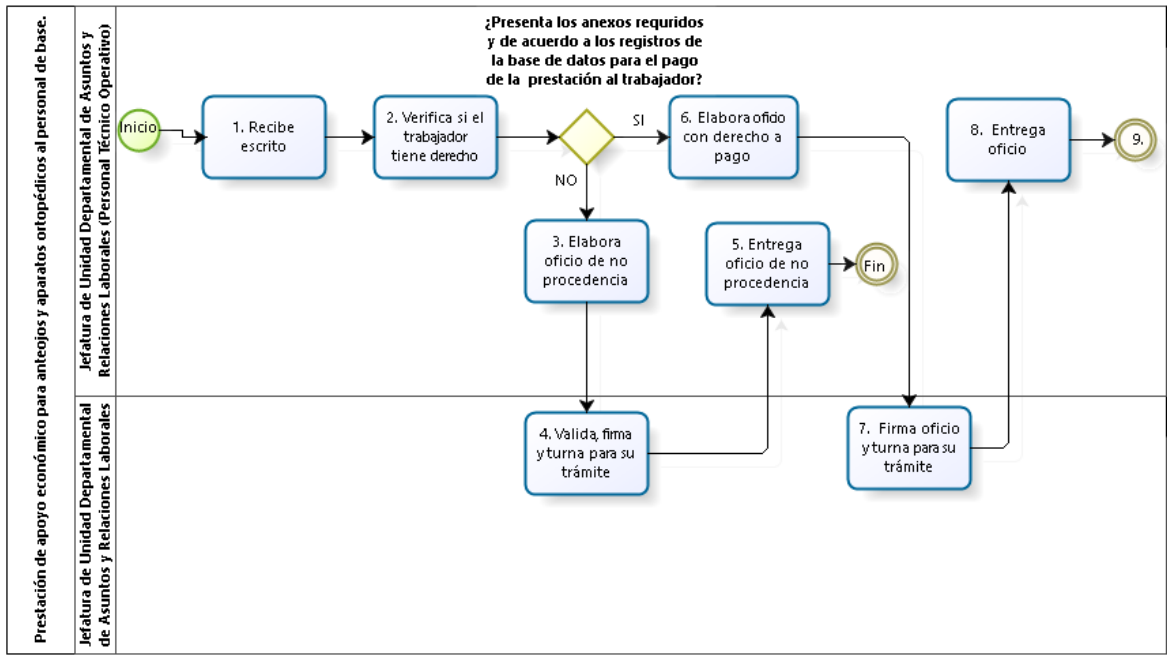 Prestación de apoyo económico para anteojos y aparatos ortopédicos al personal de base.
Jefatura de Unidad Departamental de Asuntos y
Relaciones Laborales (Personal Técnico Operativo)
¿Presenta los anexos requridos
y de acuerdo a los registros de
la base de datos para el pago
de la prestación al trabajador?
Inicio
1. Recibe
escrito
2. Verifica si el
trabajador
tiene derecho
SI
NO
6. Elabora oficio
con derecho a
pago
8. Entrega
oficio
9.
3. Elabora
oficio de no
procedencia
5. Entrega
oficio de no
procedencia
Fin
Jefatura de Unidad Departamental
de Asuntos y Relaciones Laborales
4. Valida, firma
y turna para su
trámite
7. Firma oficio
y turna para su
trámite